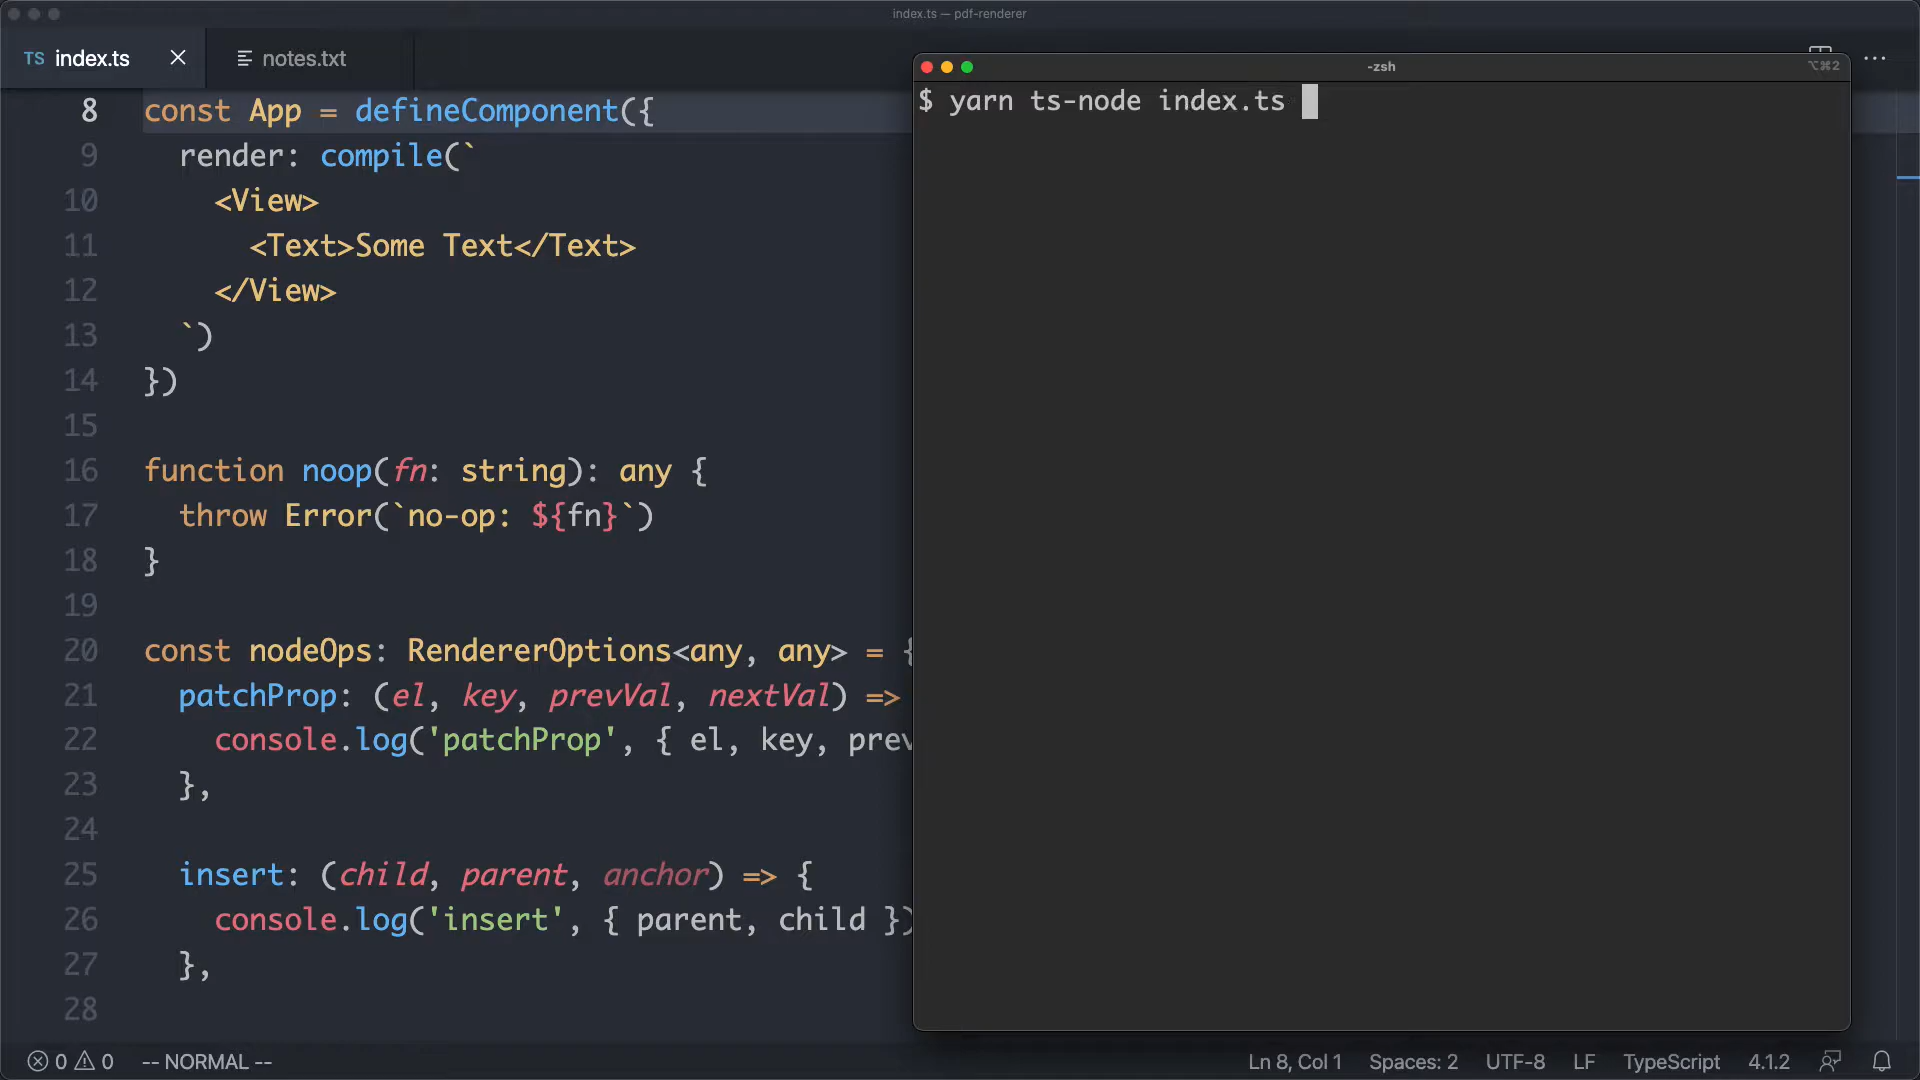 index.ts — pdf-renderer
TS index.ts
notes.txt
8 const App = defineComponent({
9 render: compile(`
10 <View>
11 <Text>Some Text</Text>
12 </View>
13 `)
14 })
15
16 function noop(fn: string): any {
17 throw Error(`no-op: ${fn}`)
18 }
19
20 const nodeOps: RendererOptions<any, any> = {
21 patchProp: (el, key, prevVal, nextVal) =>
22 console.log('patchProp', { el, key, prev
23 },
24
25 insert: (child, parent, anchor) => {
26 console.log('insert', { parent, child })
27 },
28
-zsh
⌥⌘2
$ yarn ts-node index.ts
0 0 -- NORMAL --
Ln 8, Col 1 Spaces: 2 UTF-8 LF TypeScript 4.1.2